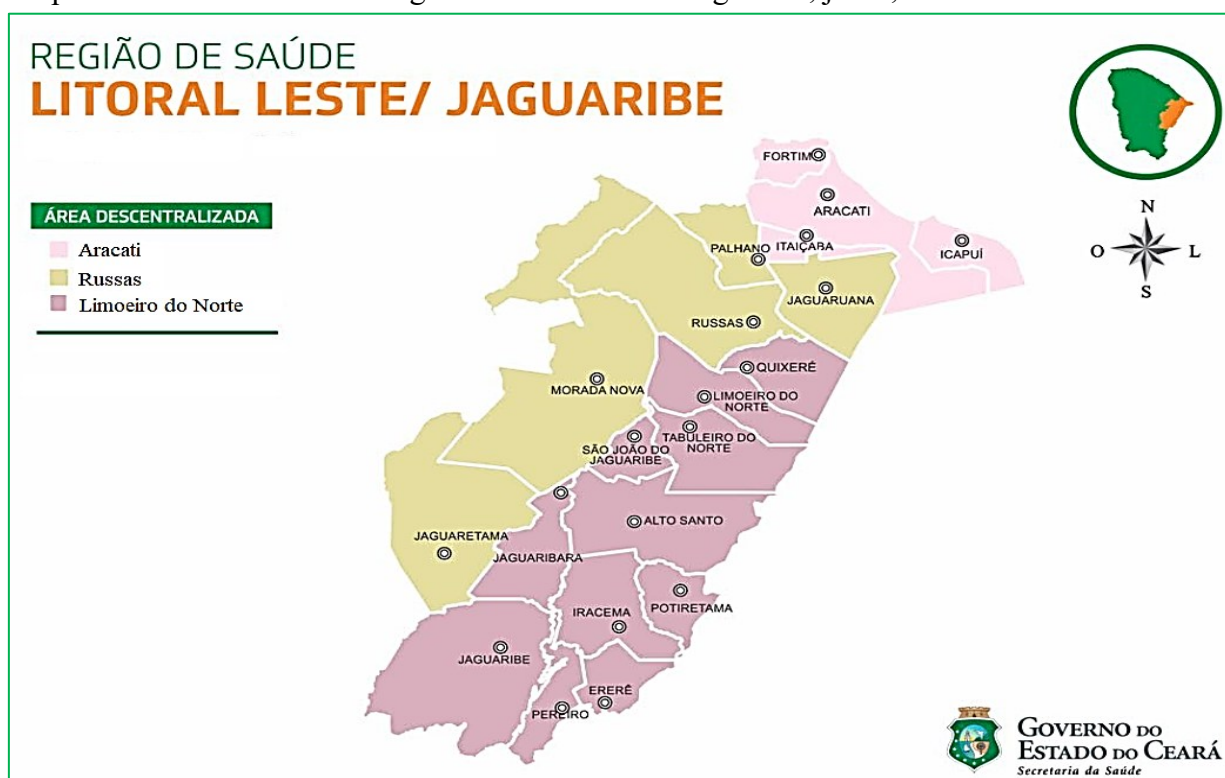 REGIÃO DE SAÚDE
LITORAL LESTE/ JAGUARIBE
ÁREA DESCENTRALIZADA
Aracati
Russas
Limoeiro do Norte
N
O
L
S
FORTIM
ARACATI
ITAIÇABA
ICAPUÍ
PALHANO
JAGUARUANA
RUSSAS
QUIXERÊ
MORADA NOVA
LIMOEIRO DO
NORTE
TABULEIRO DO
NORTE
SÃO JOÃO DO
JAGUARIBE
ALTO SANTO
JAGUARETAMA
JAGUARIBARA
POTIRETAMA
IRACEMA
JAGUARIBE
ERERÊ
PEREIRO
GOVERNO DO
ESTADO DO CEARÁ
Secretaria da Saúde